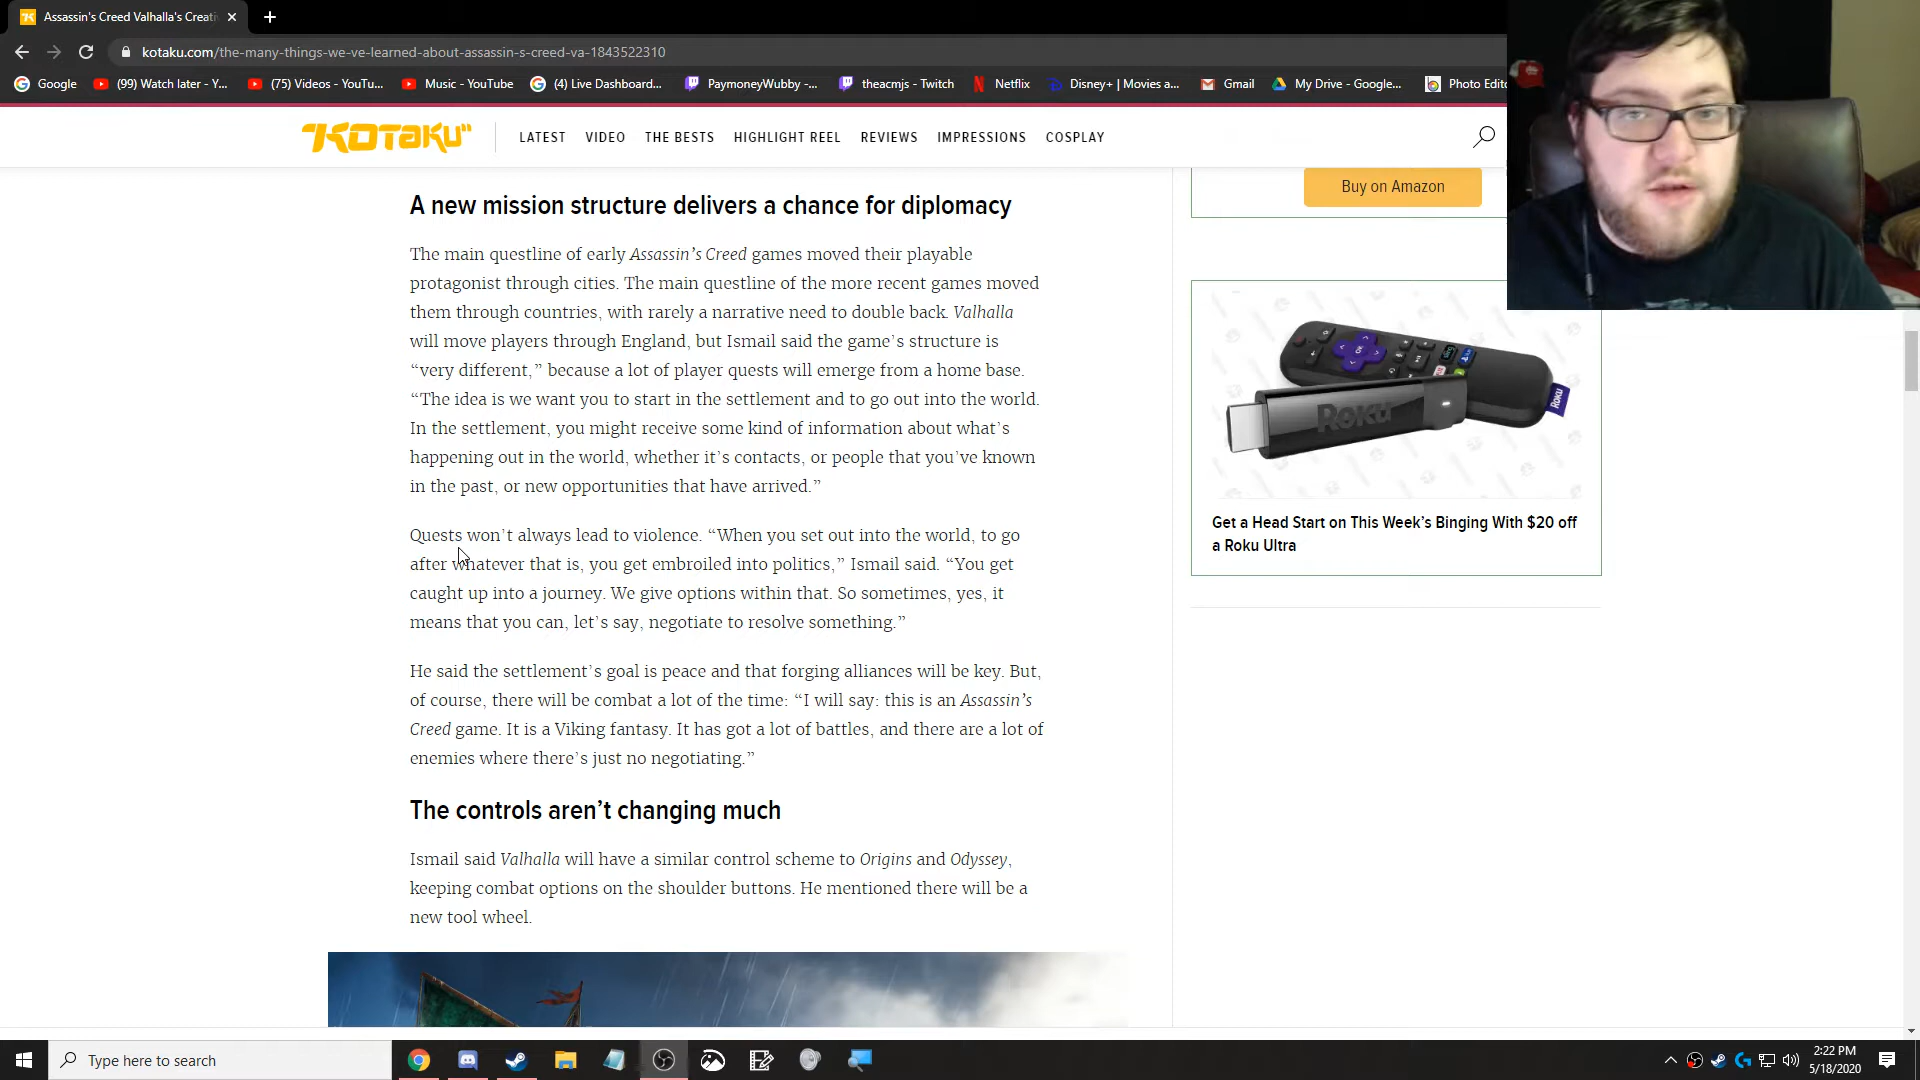 Assassin's Creed Valhalla's Creati
kotaku.com/the-many-things-we-ve-learned-about-assassin-s-creed-va-1843522310
Google (99) Watch later - Y... (75) Videos - YouTu... Music - YouTube (4) Live Dashboard... PaymoneyWubby -... theacmjs - Twitch Netflix Disney+ | Movies a... Gmail My Drive - Google... Photo Edito
"KOTAKU" LATEST VIDEO THE BESTS HIGHLIGHT REEL REVIEWS IMPRESSIONS COSPLAY
A new mission structure delivers a chance for diplomacy
The main questline of early Assassin’s Creed games moved their playable
protagonist through cities. The main questline of the more recent games moved
them through countries, with rarely a narrative need to double back. Valhalla
will move players through England, but Ismail said the game’s structure is
“very different,” because a lot of player quests will emerge from a home base.
“The idea is we want you to start in the settlement and to go out into the world.
In the settlement, you might receive some kind of information about what’s
happening out in the world, whether it’s contacts, or people that you’ve known
in the past, or new opportunities that have arrived.”
Quests won’t always lead to violence. “When you set out into the world, to go
after whatever that is, you get embroiled into politics,” Ismail said. “You get
caught up into a journey. We give options within that. So sometimes, yes, it
means that you can, let’s say, negotiate to resolve something.”
He said the settlement’s goal is peace and that forging alliances will be key. But,
of course, there will be combat a lot of the time: “I will say: this is an Assassin’s
Creed game. It is a Viking fantasy. It has got a lot of battles, and there are a lot of
enemies where there’s just no negotiating.”
The controls aren’t changing much
Ismail said Valhalla will have a similar control scheme to Origins and Odyssey,
keeping combat options on the shoulder buttons. He mentioned there will be a
new tool wheel.
Buy on Amazon
Roku
Roku
Get a Head Start on This Week’s Binging With $20 off
a Roku Ultra
Type here to search
2:22 PM
5/18/2020